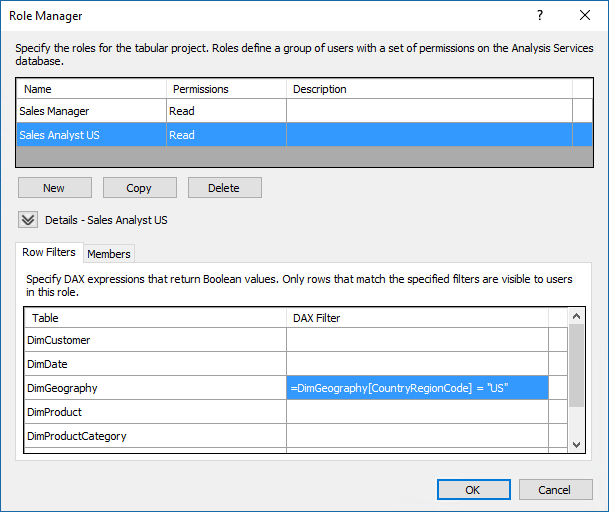 Role Manager
Specify the roles for the tabular project. Roles define a group of users with a set of permissions on the Analysis Services
database.
Name Permissions Description
Sales Manager Read
Sales Analyst US Read
New Copy Delete
Details - Sales Analyst US
Row Filters Members
Specify DAX expressions that return Boolean values. Only rows that match the specified filters are visible to users
in this role.
Table DAX Filter
DimCustomer
DimDate
DimGeography =DimGeography[CountryRegionCode] = "US"
DimProduct
DimProductCategory
OK Cancel